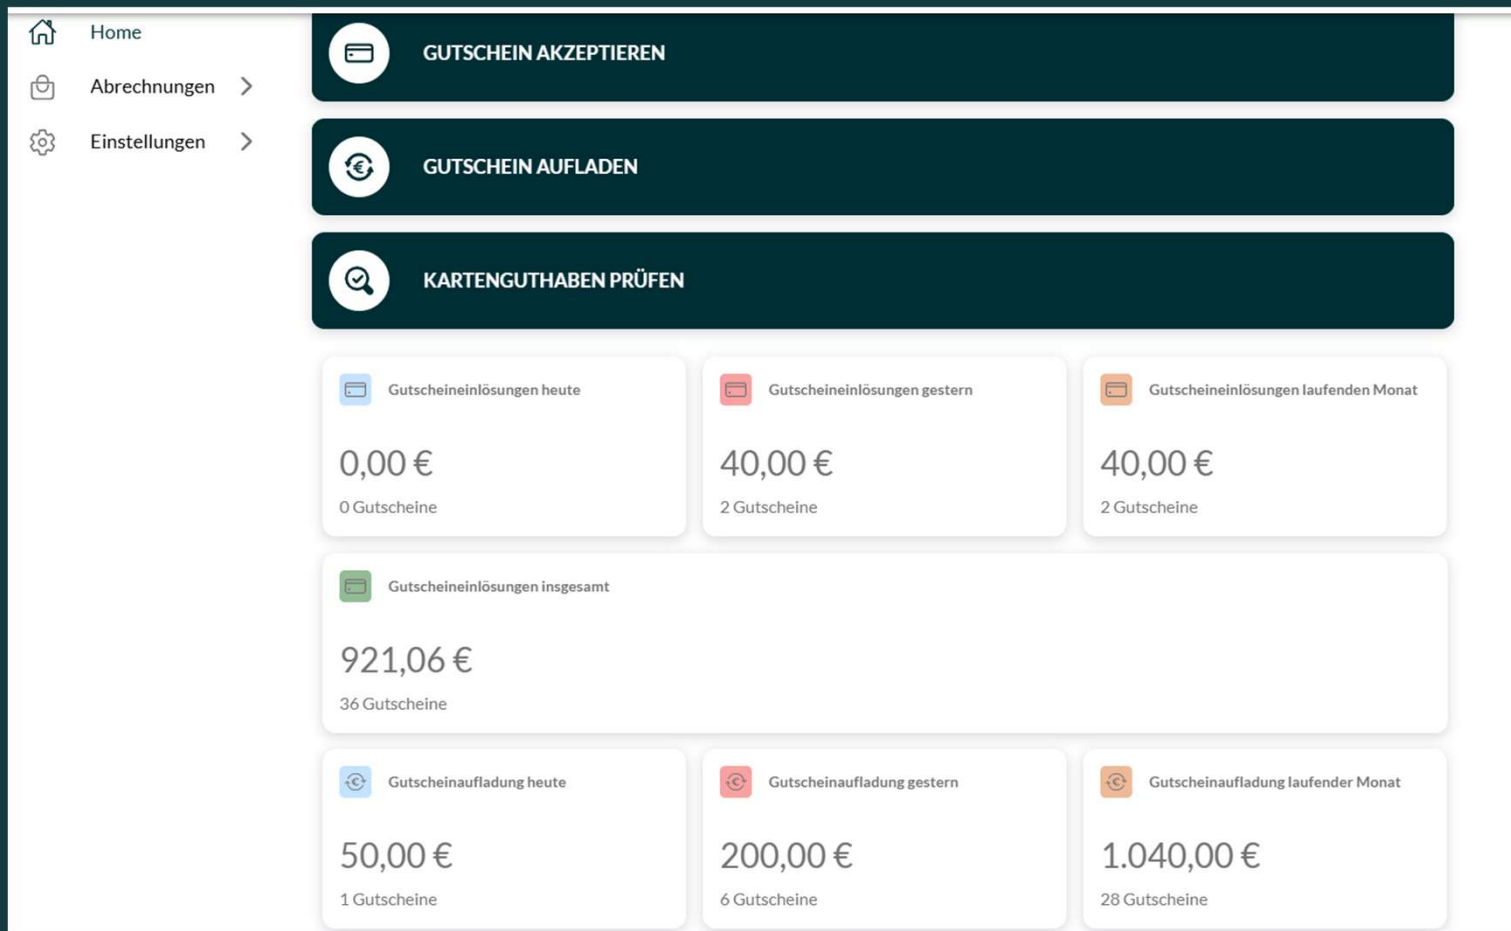 Home
Abrechnungen
Einstellungen
GUTSCHEIN AKZEPTIEREN
GUTSCHEIN AUFLADEN
KARTENGUTHABEN PRÜFEN
Gutscheineinlösungen heute
0,00 €
0 Gutscheine
Gutscheineinlösungen gestern
40,00 €
2 Gutscheine
Gutscheineinlösungen laufenden Monat
40,00 €
2 Gutscheine
Gutscheineinlösungen insgesamt
921,06 €
36 Gutscheine
Gutscheinaufladung heute
50,00 €
1 Gutscheine
Gutscheinaufladung gestern
200,00 €
6 Gutscheine
Gutscheinaufladung laufender Monat
1.040,00 €
28 Gutscheine